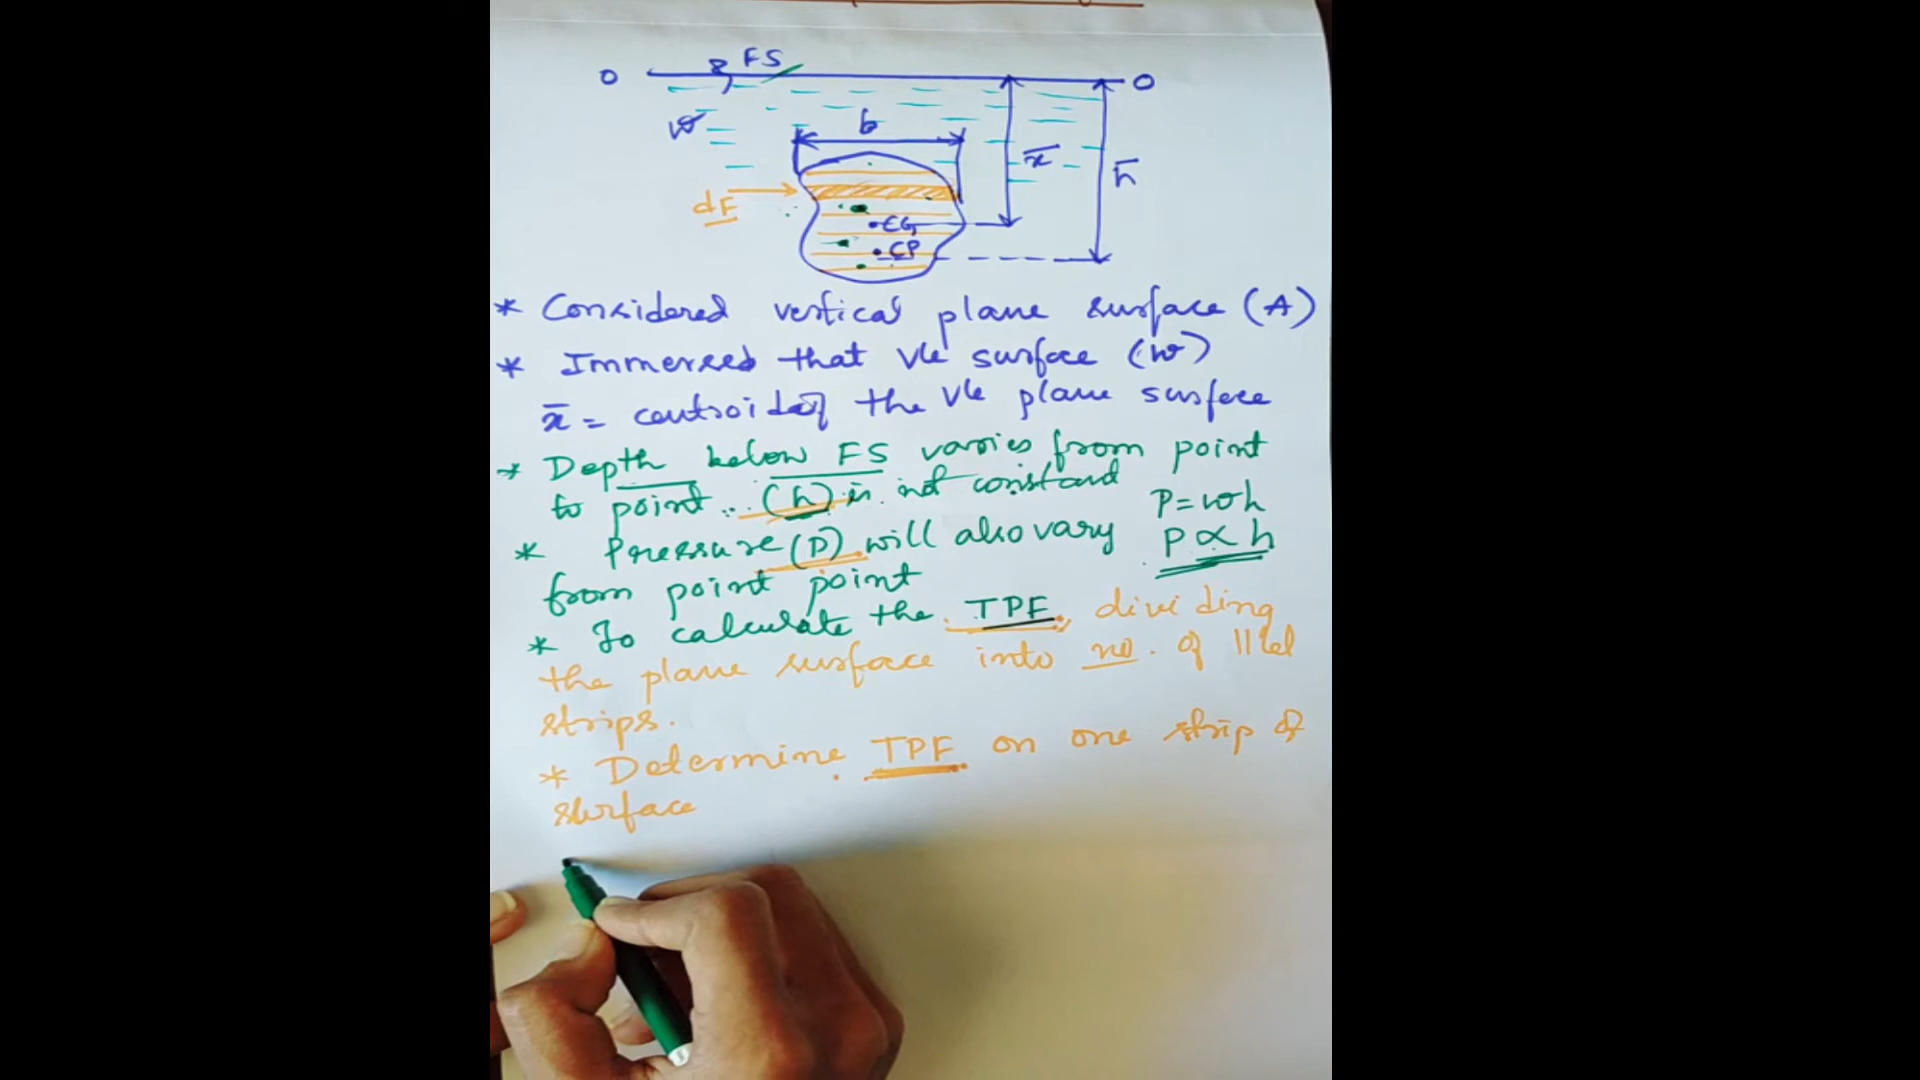 FS
O O
w b x̄ h̄
dF
CG
CP
* Considered vertical plane surface (A)
* Immersed that Vle surface (w)
x̄ = centroid of the Vle plane surface
* Depth below FS varies from point
to point... (h) is not constant
P=wh
* Pressure (P) will also vary P ∝ h
from point point
* To calculate the TPF, dividing
the plane surface into no. of llel
strips.
* Determine TPF on one strip of
surface